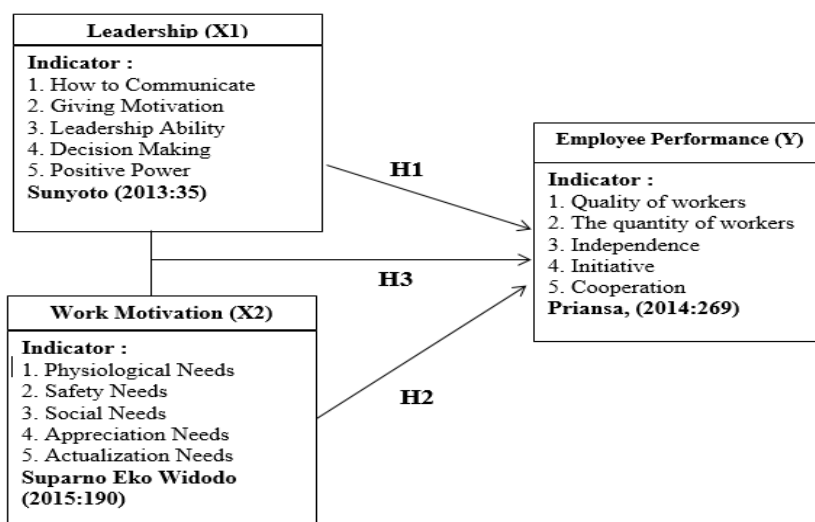 Leadership (X1)
Indicator :
1. How to Communicate
2. Giving Motivation
3. Leadership Ability
4. Decision Making
5. Positive Power
Sunyoto (2013:35)
H1
H3
H2
Work Motivation (X2)
Indicator :
1. Physiological Needs
2. Safety Needs
3. Social Needs
4. Appreciation Needs
5. Actualization Needs
Suparno Eko Widodo
(2015:190)
Employee Performance (Y)
Indicator :
1. Quality of workers
2. The quantity of workers
3. Independence
4. Initiative
5. Cooperation
Priansa, (2014:269)